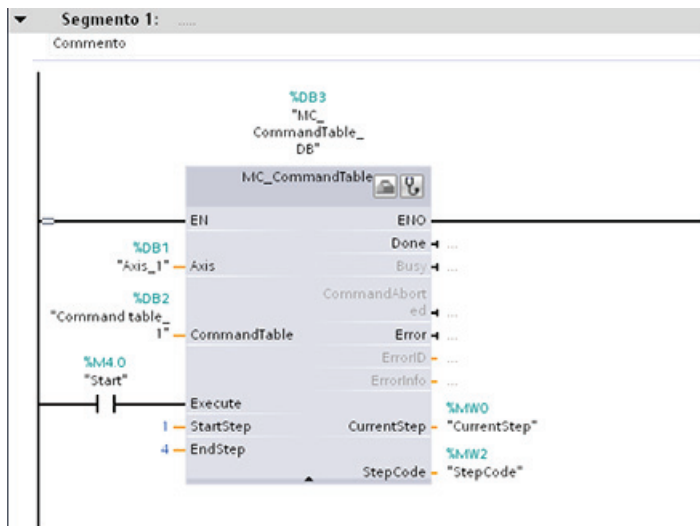 Segmento 1: .....
Commento
%DB3
"MC_
CommandTable_
DB"
MC_CommandTable
EN ENO
Done ...
%DB1
"Axis_1" Axis Busy ...
%DB2
"Command table_
1" CommandTable
CommandAbort
ed ...
Error ...
ErrorID ...
%M4.0
"Start" Execute
ErrorInfo ...
1 StartStep
%MW0
CurrentStep "CurrentStep"
4 EndStep
%MW2
StepCode "StepCode"